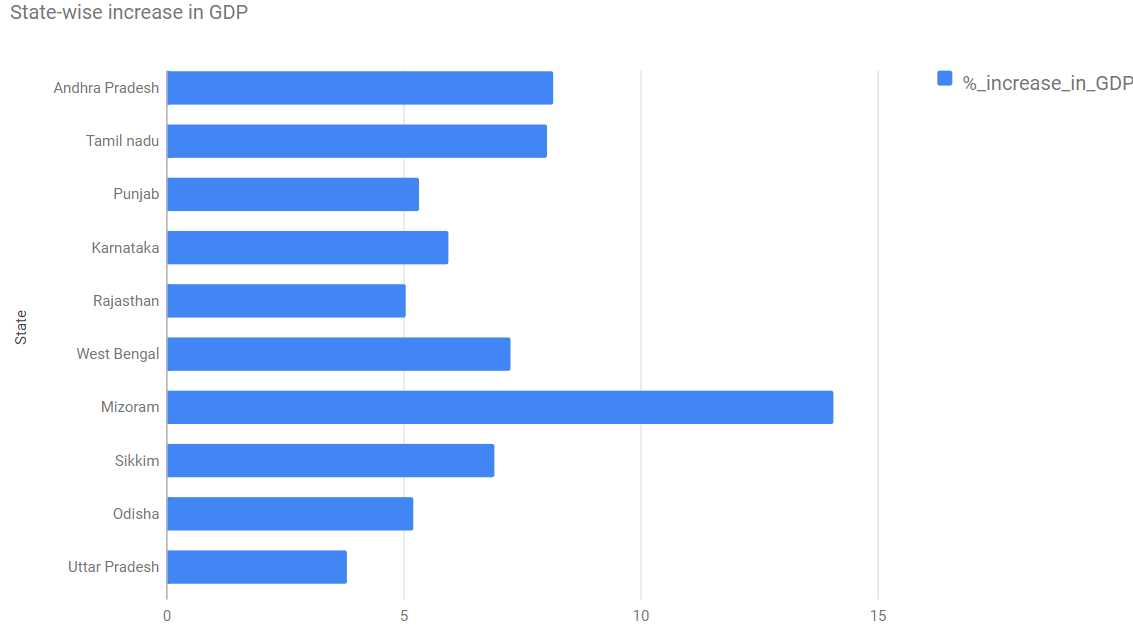 State-wise increase in GDP
%_increase_in_GDP
State
Andhra Pradesh
Tamil nadu
Punjab
Karnataka
Rajasthan
West Bengal
Mizoram
Sikkim
Odisha
Uttar Pradesh
0 5 10 15